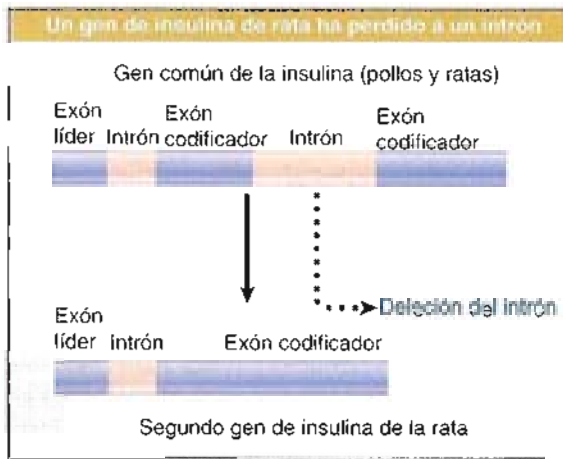 Un gen de insulina de rata ha perdido a un intrón
Gen común de la insulina (pollos y ratas)
Exón líder
Intrón
Exón codificador
Intrón
Exón codificador
Deleción del intrón
Exón líder
intrón
Exón codificador
Segundo gen de insulina de la rata